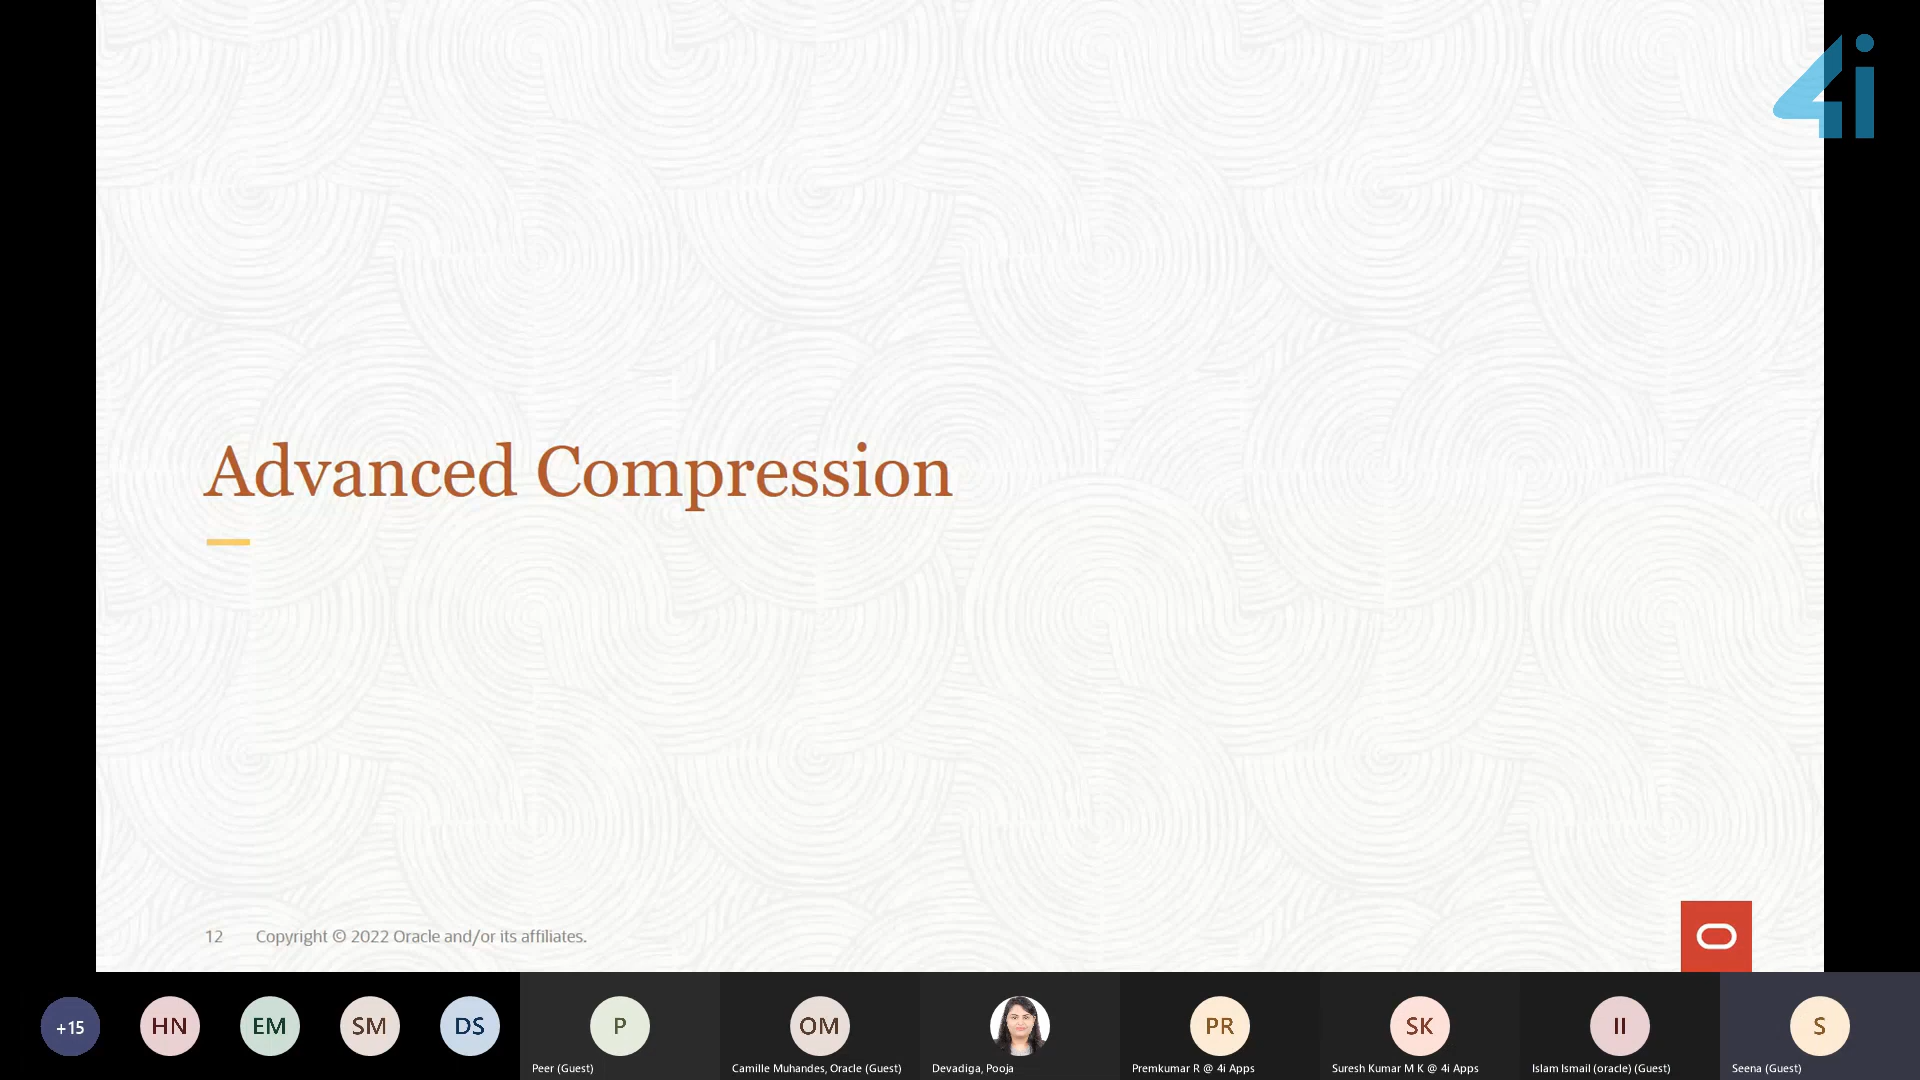 4i
Advanced Compression
12 Copyright © 2022 Oracle and/or its affiliates.
+15
HN
EM
SM
DS
P
OM
PR
SK
II
S
Peer (Guest)
Camille Muhandes, Oracle (Guest)
Devadiga, Pooja
Premkumar R @ 4i Apps
Suresh Kumar M K @ 4i Apps
Islam Ismail (oracle) (Guest)
Seena (Guest)